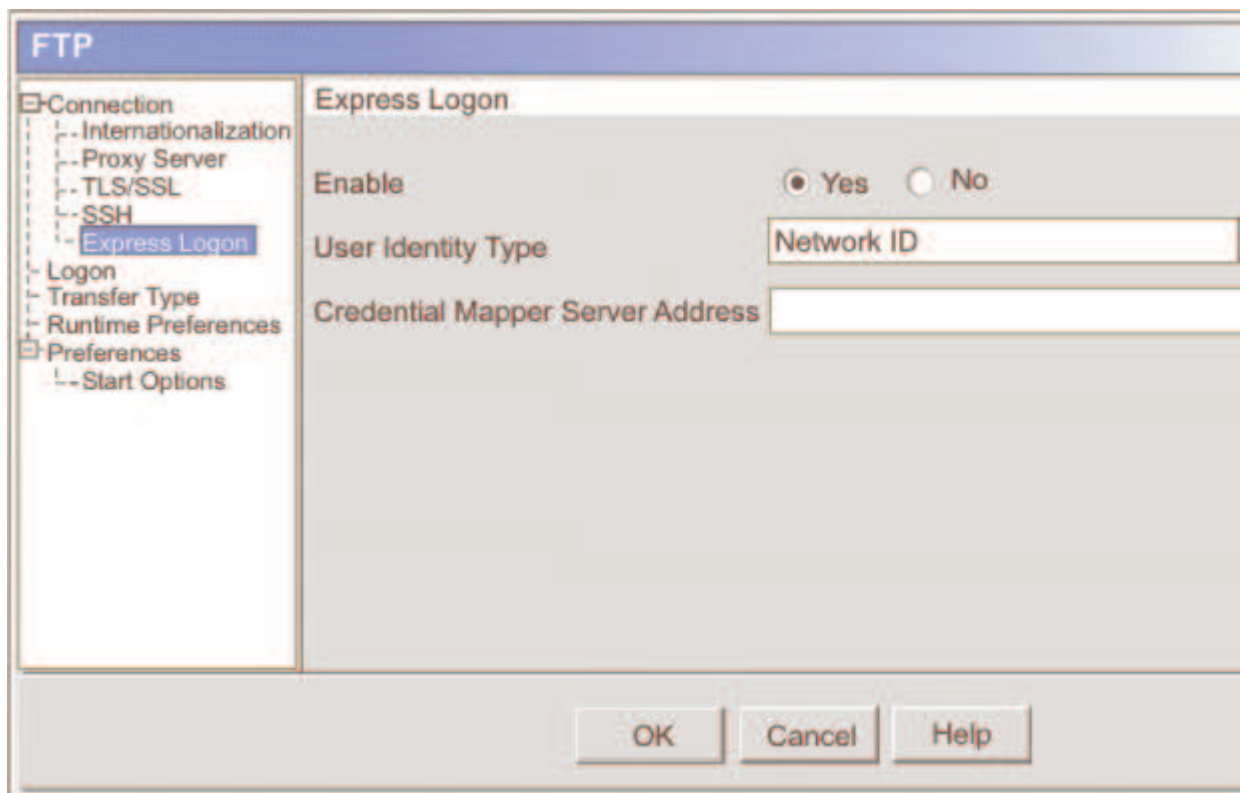 FTP
Connection
Internationalization
Proxy Server
TLS/SSL
SSH
Express Logon
Logon
Transfer Type
Runtime Preferences
Preferences
Start Options
Express Logon
Enable
Yes
No
User Identity Type
Network ID
Credential Mapper Server Address
OK
Cancel
Help